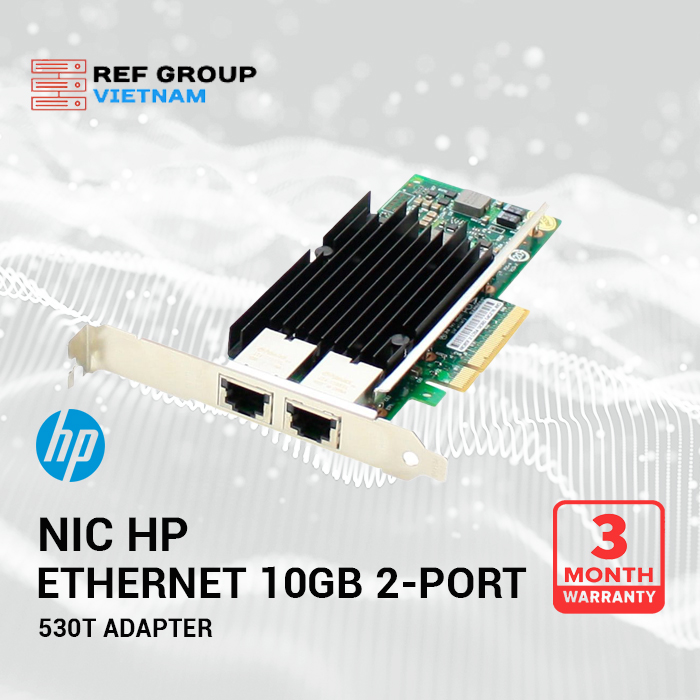 REF GROUP
VIETNAM
hp
NIC HP
ETHERNET 10GB 2-PORT
530T ADAPTER
3
MONTH
WARRANTY